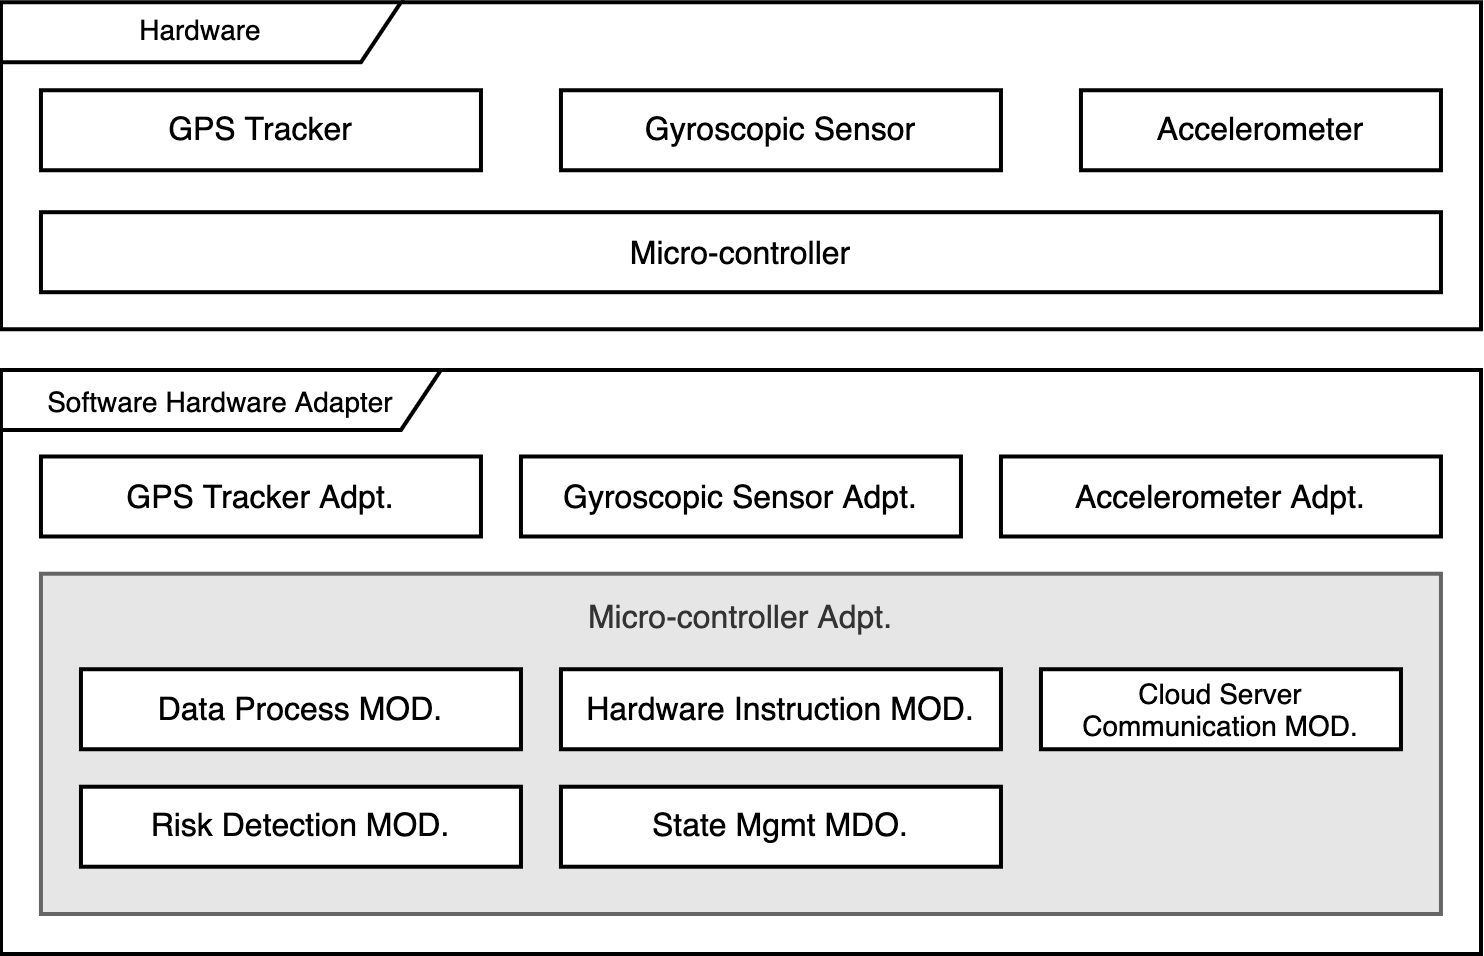 Hardware
GPS Tracker
Gyroscopic Sensor
Accelerometer
Micro-controller
Software Hardware Adapter
GPS Tracker Adpt.
Gyroscopic Sensor Adpt.
Accelerometer Adpt.
Micro-controller Adpt.
Data Process MOD.
Hardware Instruction MOD.
Cloud Server
Communication MOD.
Risk Detection MOD.
State Mgmt MDO.